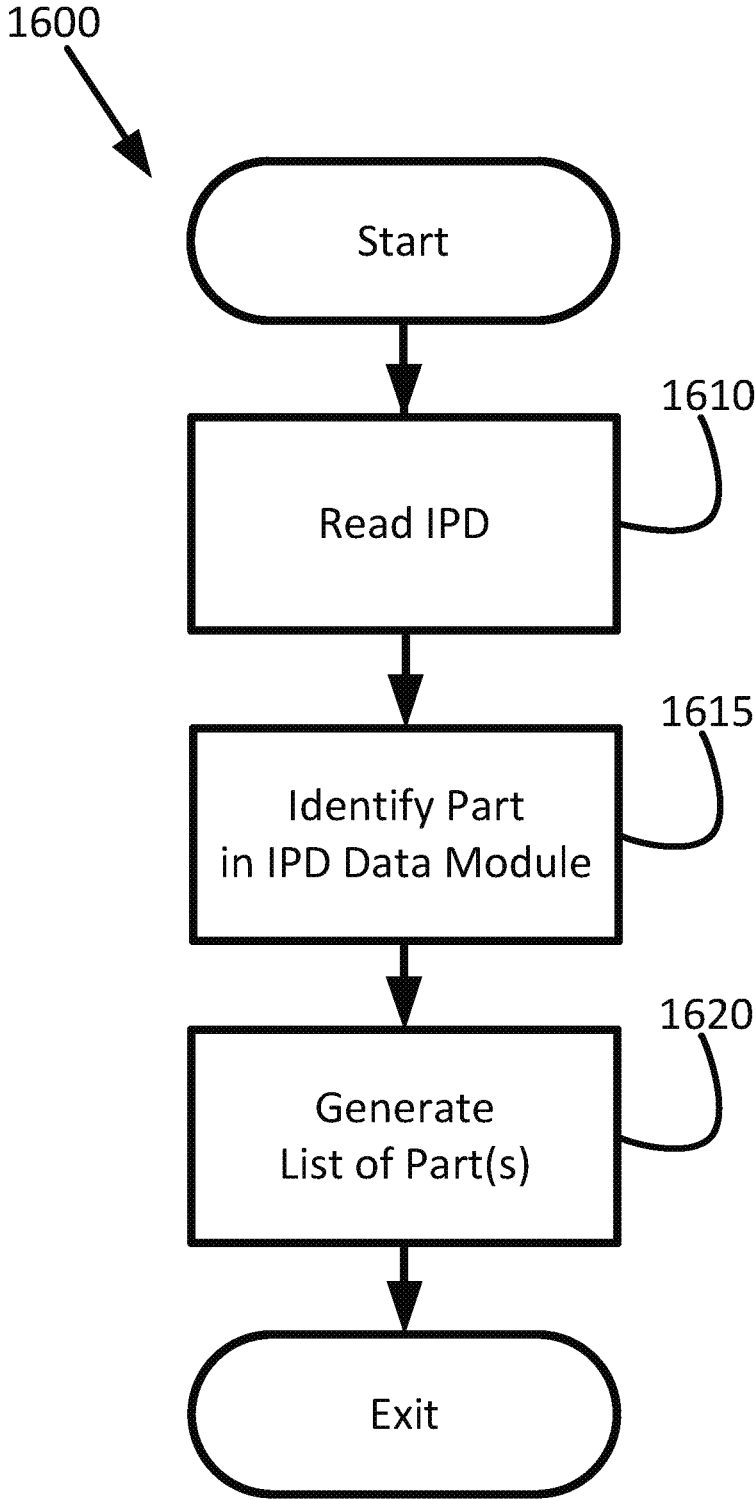 1600
Start
1610
Read IPD
1615
Identify Part
in IPD Data Module
1620
Generate
List of Part(s)
Exit